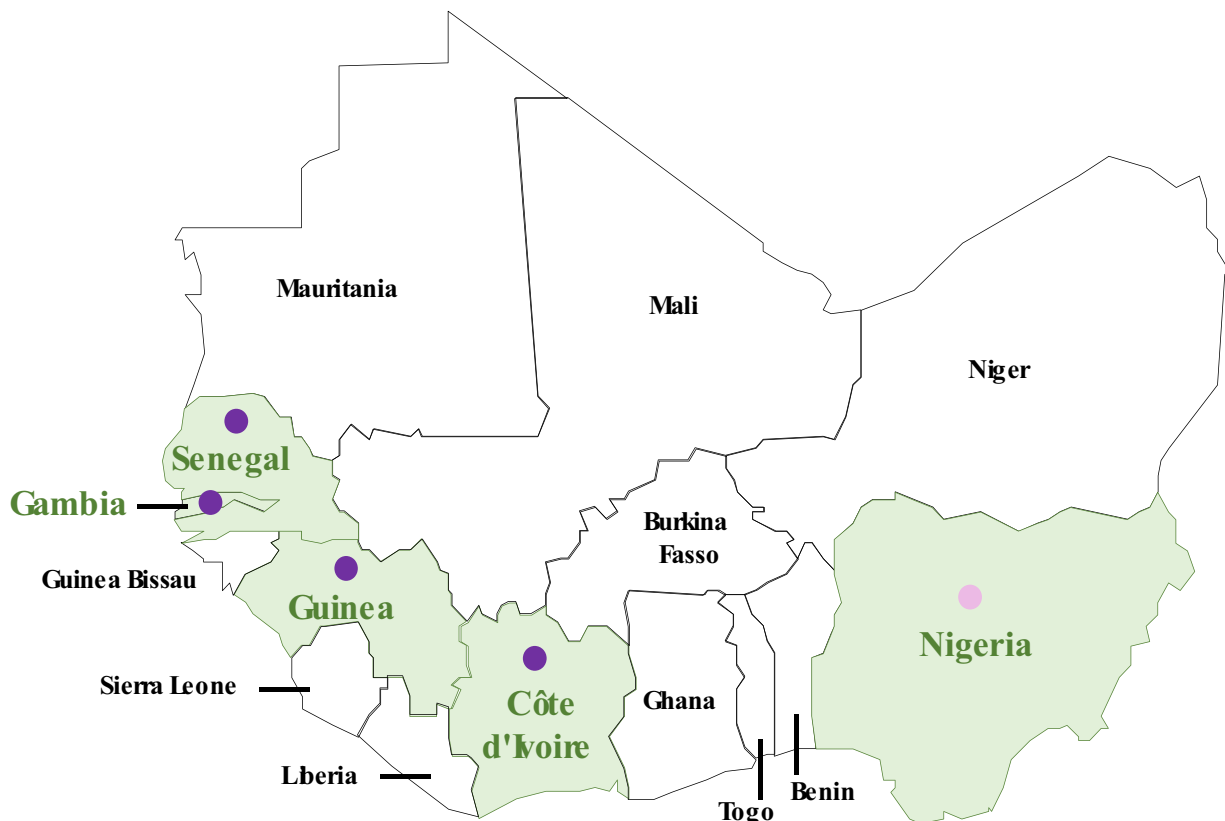 Mauritania
Mali
Niger
Senegal
Gambia
Burkina
Fasso
Guinea Bissau
Guinea
Nigeria
Sierra Leone
Ghana
Côte
d'Ivoire
Liberia
Togo
Benin